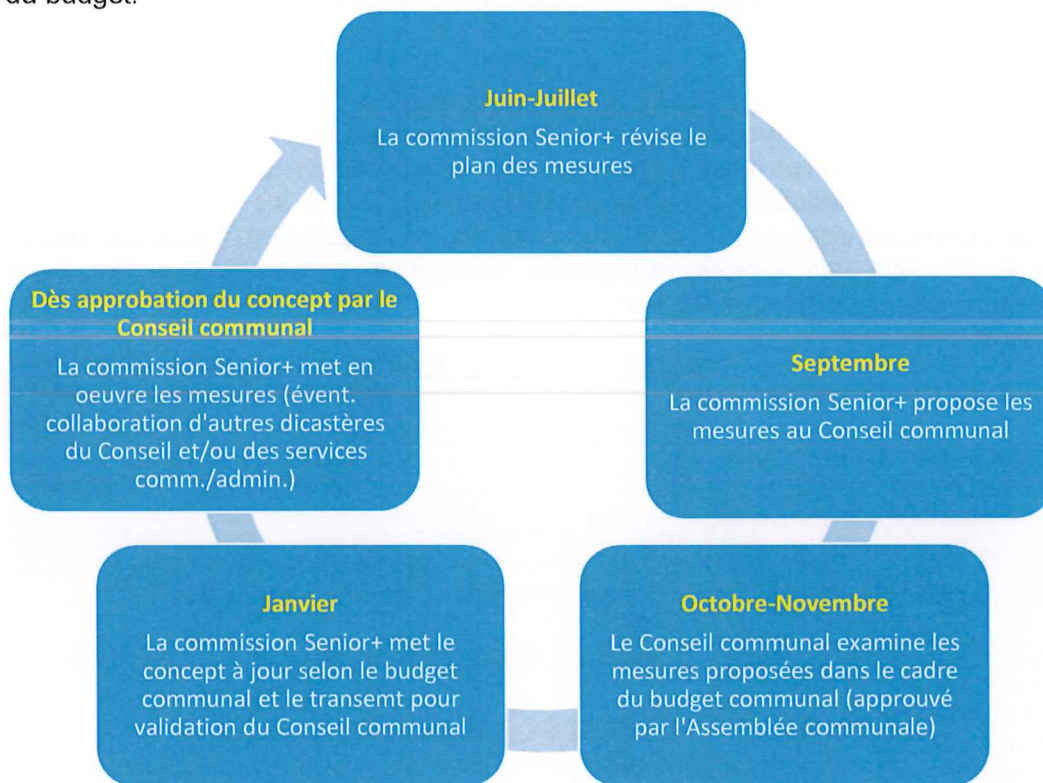 du budget.
Juin-Juillet
La commission Senior+ révise le
plan des mesures
Septembre
La commission Senior+ propose les
mesures au Conseil communal
Octobre-Novembre
Le Conseil communal examine les
mesures proposées dans le cadre
du budget communal (approuvé
par l'Assemblée communale)
Janvier
La commission Senior+ met le
concept à jour selon le budget
communal et le transemt pour
validation du Conseil communal
Dès approbation du concept par le
Conseil communal
La commission Senior+ met en
oeuvre les mesures (évent.
collaboration d'autres dicastères
du Conseil et/ou des services
comm./admin.)